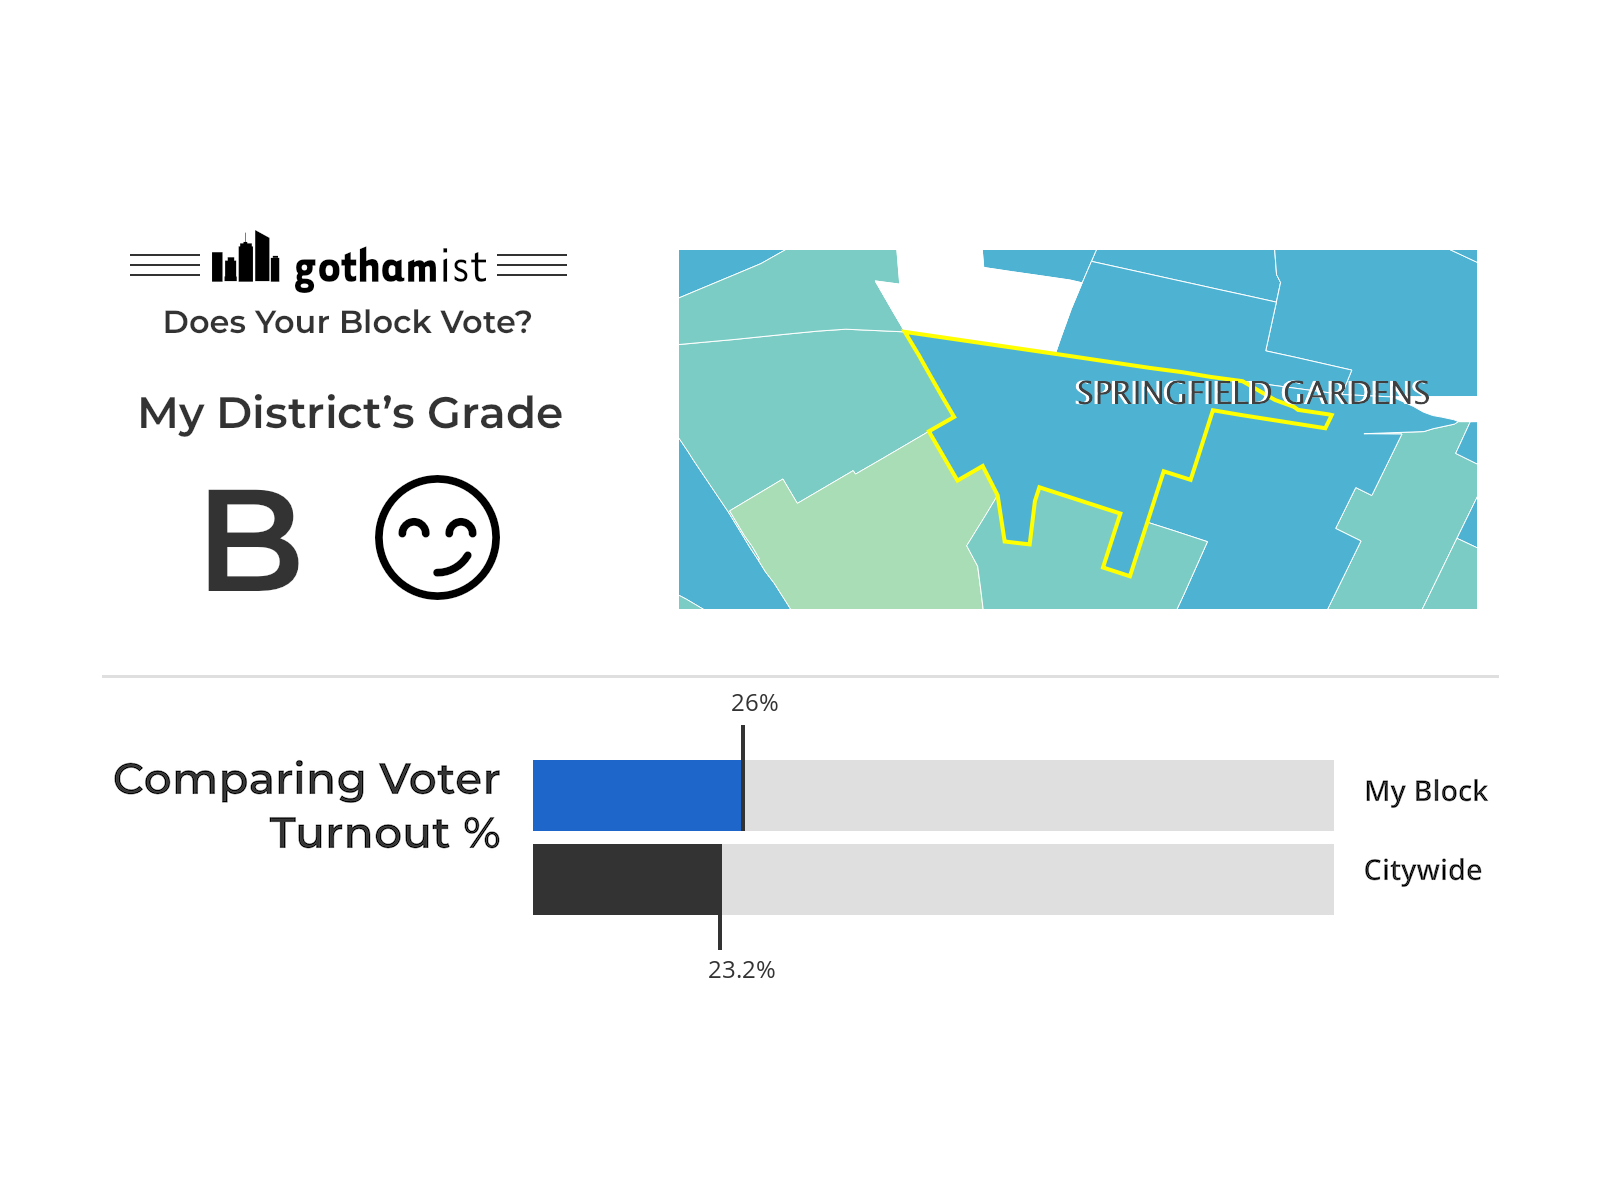 gothamist
Does Your Block Vote?
My District’s Grade
B
SPRINGFIELD GARDENS
26%
Comparing Voter
Turnout %
My Block
Citywide
23.2%